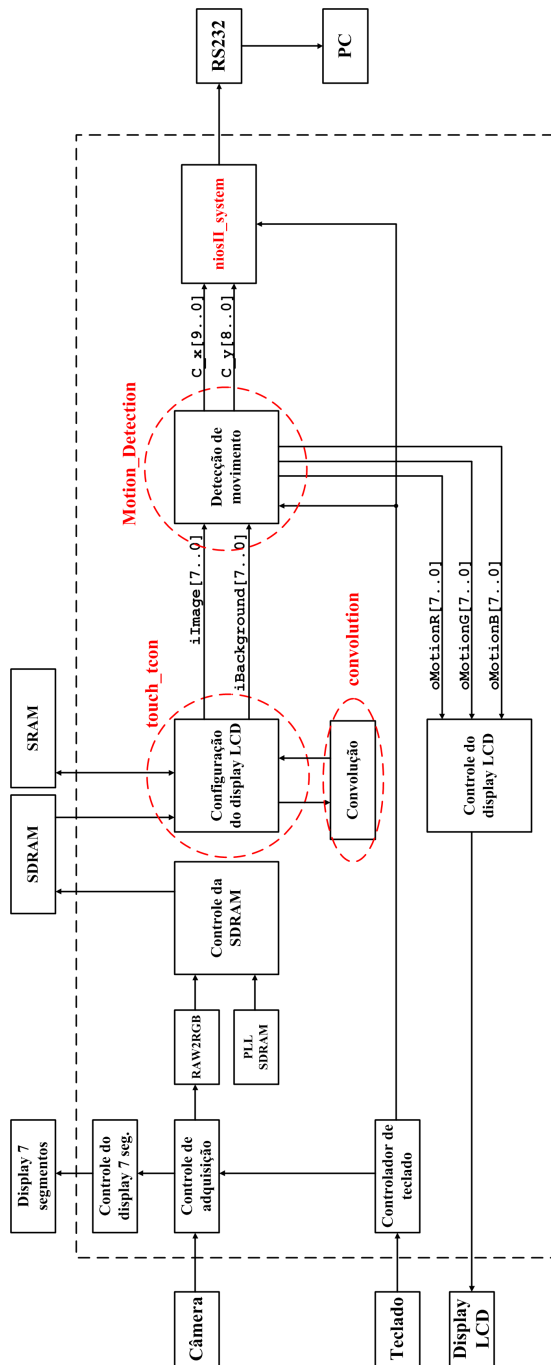 Câmera
Teclado
Display
LCD
Display 7
segmentos
Controle do
display 7 seg.
Controle de
adquisição
Controlador de
teclado
RAW2RGB
PLL
SDRAM
Controle da
SDRAM
SDRAM
SRAM
touch_tcon
Configuração
do display LCD
Convolução
convolution
Controle do
display LCD
iImage[7..0]
iBackground[7..0]
oMotionR[7..0]
oMotionG[7..0]
oMotionB[7..0]
Motion_Detection
Detecção de
movimento
C_x[9..0]
C_y[8..0]
niosII_system
RS232
PC